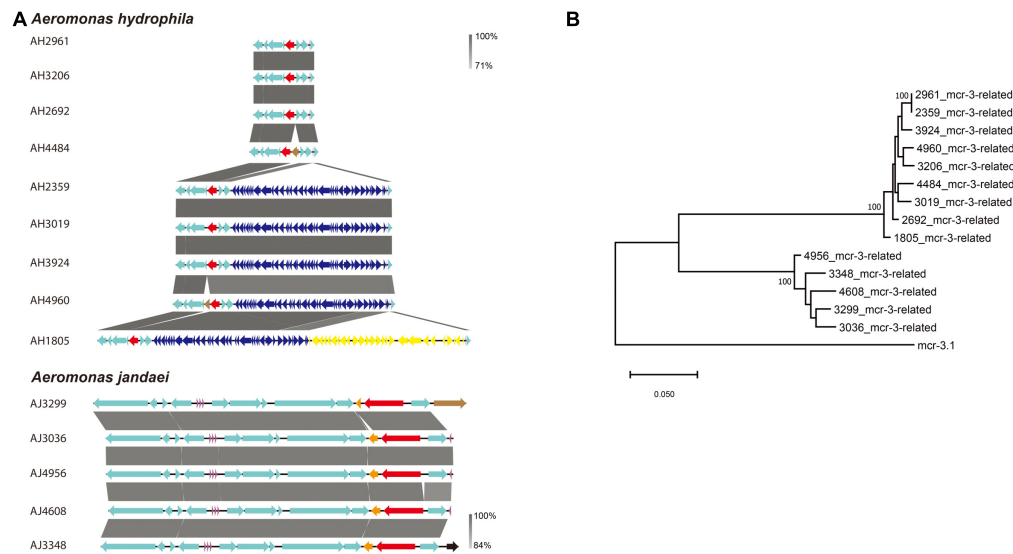 A Aeromonas hydrophila
AH2961
100%
71%
AH3206
AH2692
AH4484
AH2359
AH3019
AH3924
AH4960
AH1805
Aeromonas jandaei
AJ3299
AJ3036
AJ4956
AJ4608
100%
84%
AJ3348
B
100
2961_mcr-3-related
2359_mcr-3-related
3924_mcr-3-related
4960_mcr-3-related
3206_mcr-3-related
4484_mcr-3-related
3019_mcr-3-related
100
2692_mcr-3-related
1805_mcr-3-related
4956_mcr-3-related
3348_mcr-3-related
100
4608_mcr-3-related
3299_mcr-3-related
3036_mcr-3-related
mcr-3.1
0.050